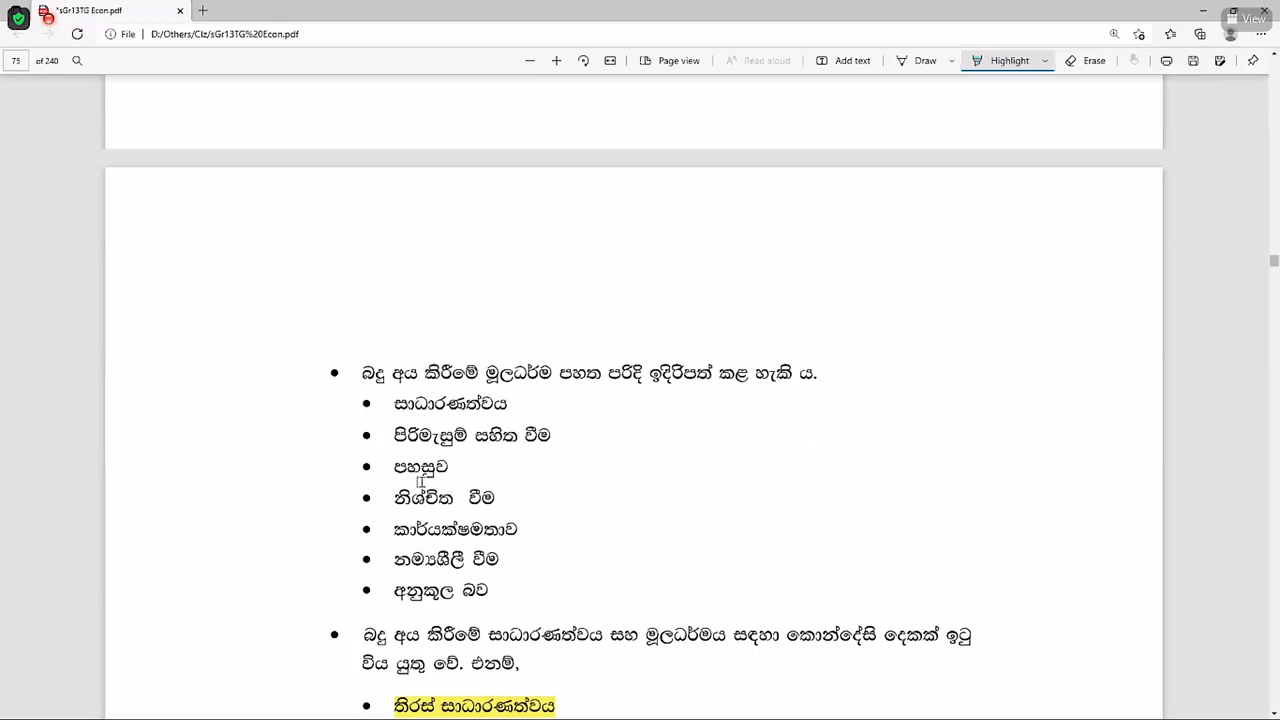 *sGr13TG Econ.pdf
View
File | D:/Others/Clz/sGr13TG%20Econ.pdf
75 of 240 Page view Read aloud Add text Draw Highlight Erase
බදු අය කිරීමේ මූලධර්ම පහත පරිදි ඉදිරිපත් කළ හැකි ය.
සාධාරණත්වය
පිරිමැසුම් සහිත වීම
පහසුව
නිශ්චිත වීම
කාර්යක්ෂමතාව
නම්‍යශීලී වීම
අනුකූල බව
බදු අය කිරීමේ සාධාරණත්වය සහ මූලධර්මය සඳහා කොන්දේසි දෙකක් ඉටු
විය යුතු වේ. එනම්,
තිරස් සාධාරණත්වය